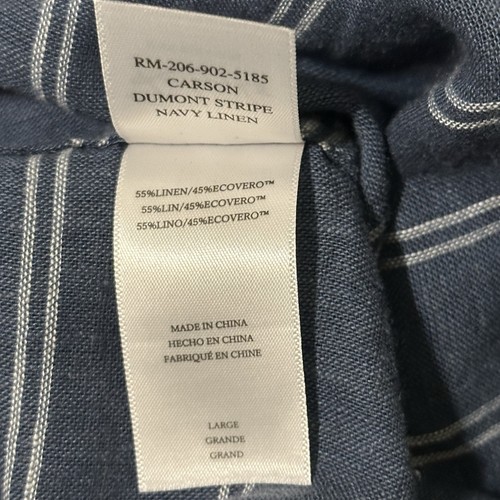 RM-206-902-5185
CARSON
DUMONT STRIPE
NAVY LINEN
55%LINEN/45%ECOVERO™
55%LIN/45%ECOVERO™
55%LINO/45%ECOVERO™
MADE IN CHINA
HECHO EN CHINA
FABRIQUÉ EN CHINE
LARGE
GRANDE
GRAND